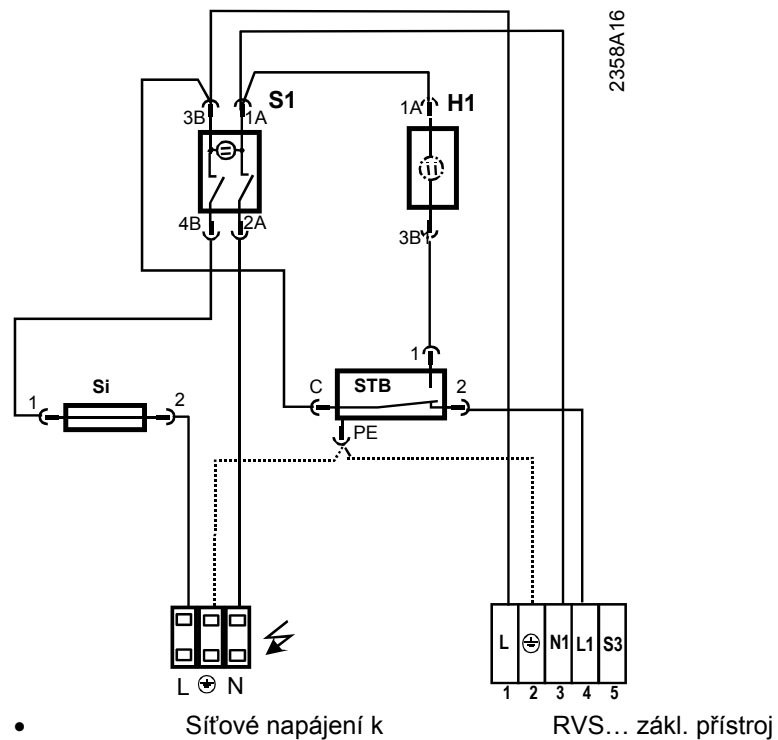 2358A16
S1
H1
3B
1A
1A
4B
2A
3B1
1
Si
1
2
C
STB
2
PE
L N1 L1 S3
1 2 3 4 5
L N
• Síťové napájení k RVS… zákl. přístroj